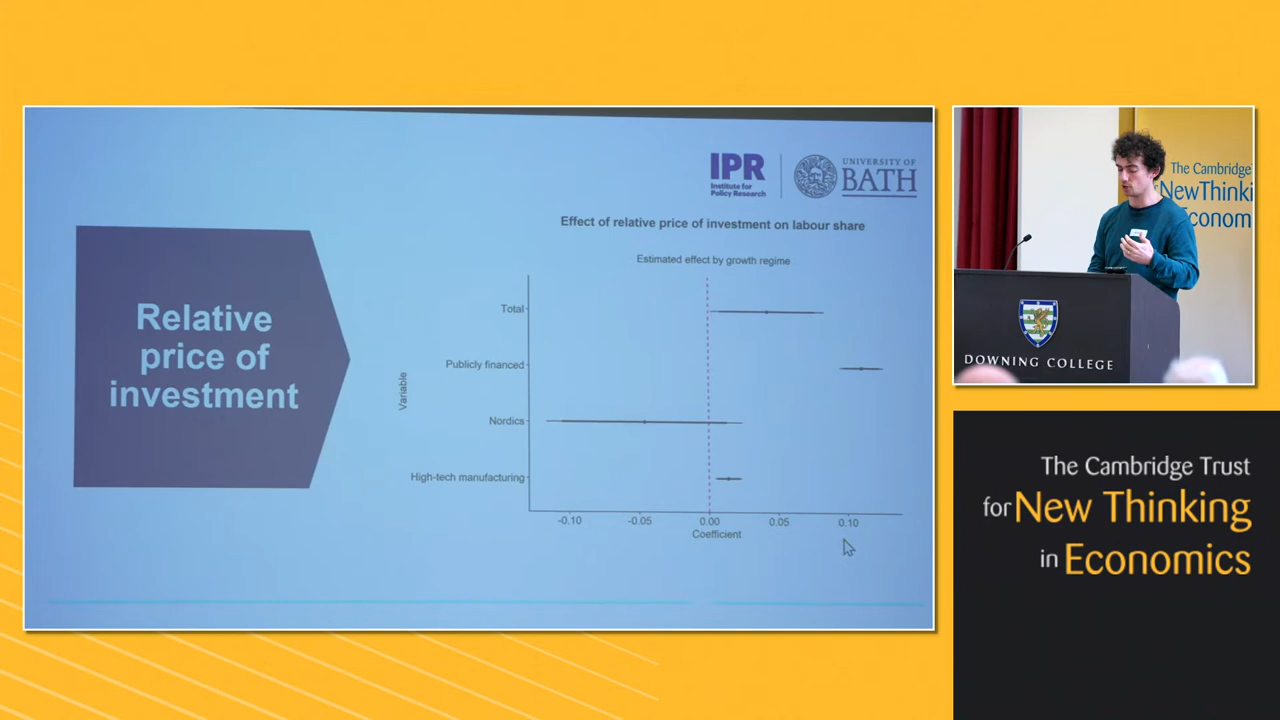 IPR
Institute for
Policy Research
UNIVERSITY OF
BATH
Relative
price of
investment
Effect of relative price of investment on labour share
Estimated effect by growth regime
Variable
Total
Publicly financed
Nordics
High-tech manufacturing
-0.10 -0.05 0.00 0.05 0.10
Coefficient
The Cambridge
NewThinki
Econom
DOWNING COLLEGE
The Cambridge Trust
for New Thinking
in Economics